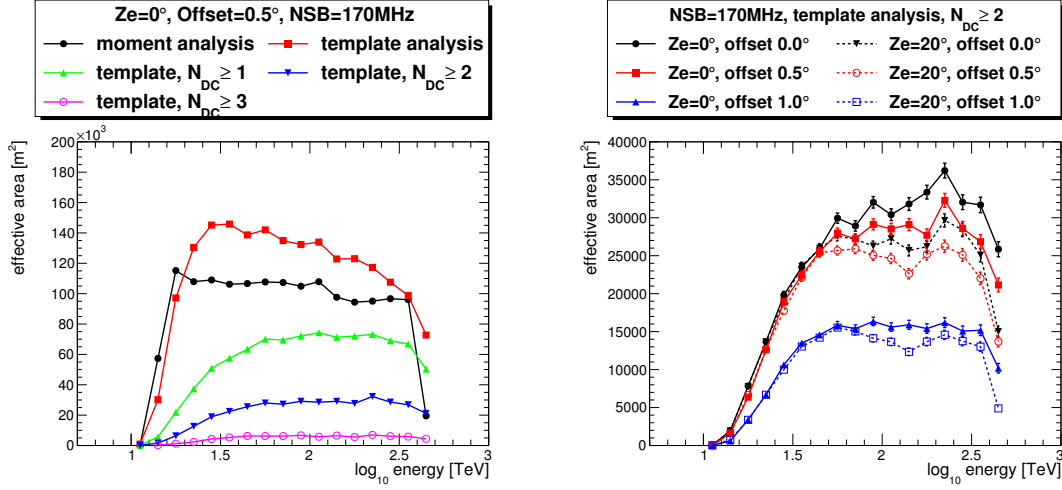 Ze=0°, Offset=0.5°, NSB=170MHz
moment analysis
template analysis
template, N_DC ≥ 1
template, N_DC ≥ 2
template, N_DC ≥ 3
×10³
effective area [m²]
200
180
160
140
120
100
80
60
40
20
0
1
1.5
2
2.5
3
log₁₀ energy [TeV]
NSB=170MHz, template analysis, N_DC ≥ 2
Ze=0°, offset 0.0°
Ze=20°, offset 0.0°
Ze=0°, offset 0.5°
Ze=20°, offset 0.5°
Ze=0°, offset 1.0°
Ze=20°, offset 1.0°
effective area [m²]
40000
35000
30000
25000
20000
15000
10000
5000
0
1
1.5
2
2.5
3
log₁₀ energy [TeV]